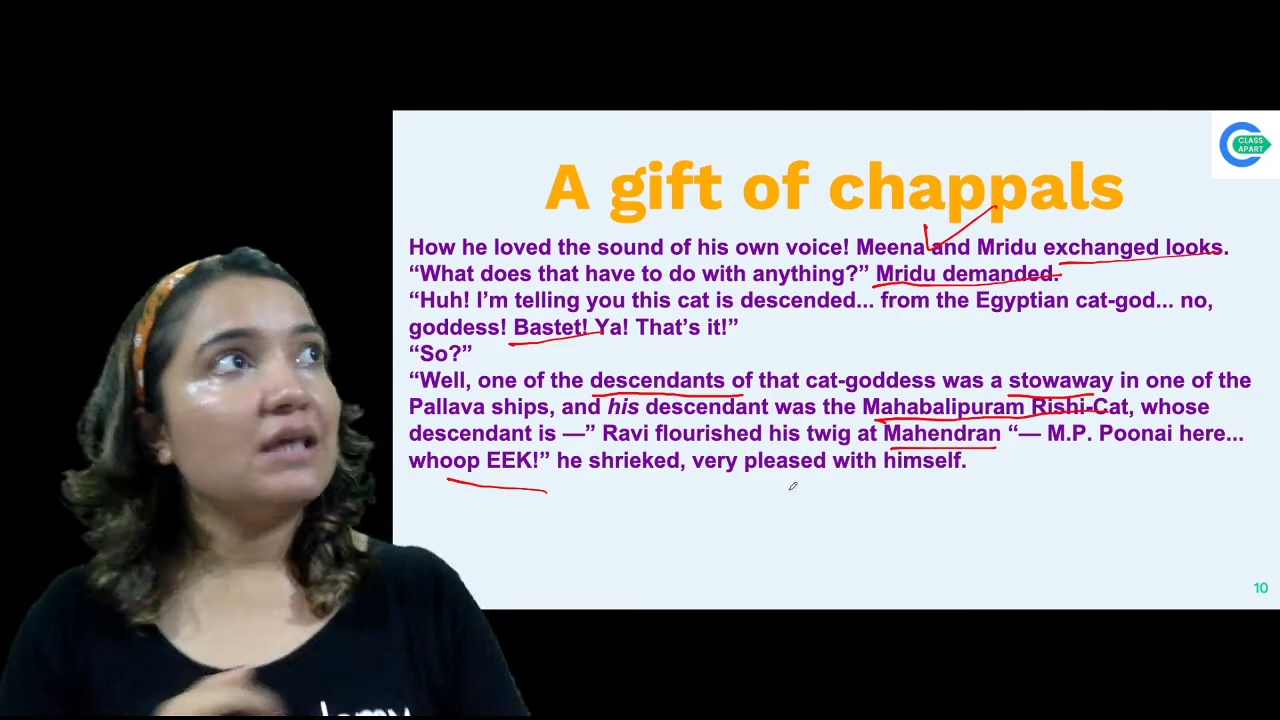 CLASS
APART
A gift of chappals
How he loved the sound of his own voice! Meena and Mridu exchanged looks.
“What does that have to do with anything?” Mridu demanded.
“Huh! I’m telling you this cat is descended... from the Egyptian cat-god... no,
goddess! Bastet! Ya! That’s it!”
“So?”
“Well, one of the descendants of that cat-goddess was a stowaway in one of the
Pallava ships, and his descendant was the Mahabalipuram Rishi-Cat, whose
descendant is —” Ravi flourished his twig at Mahendran “— M.P. Poonai here...
whoop EEK!” he shrieked, very pleased with himself.
10